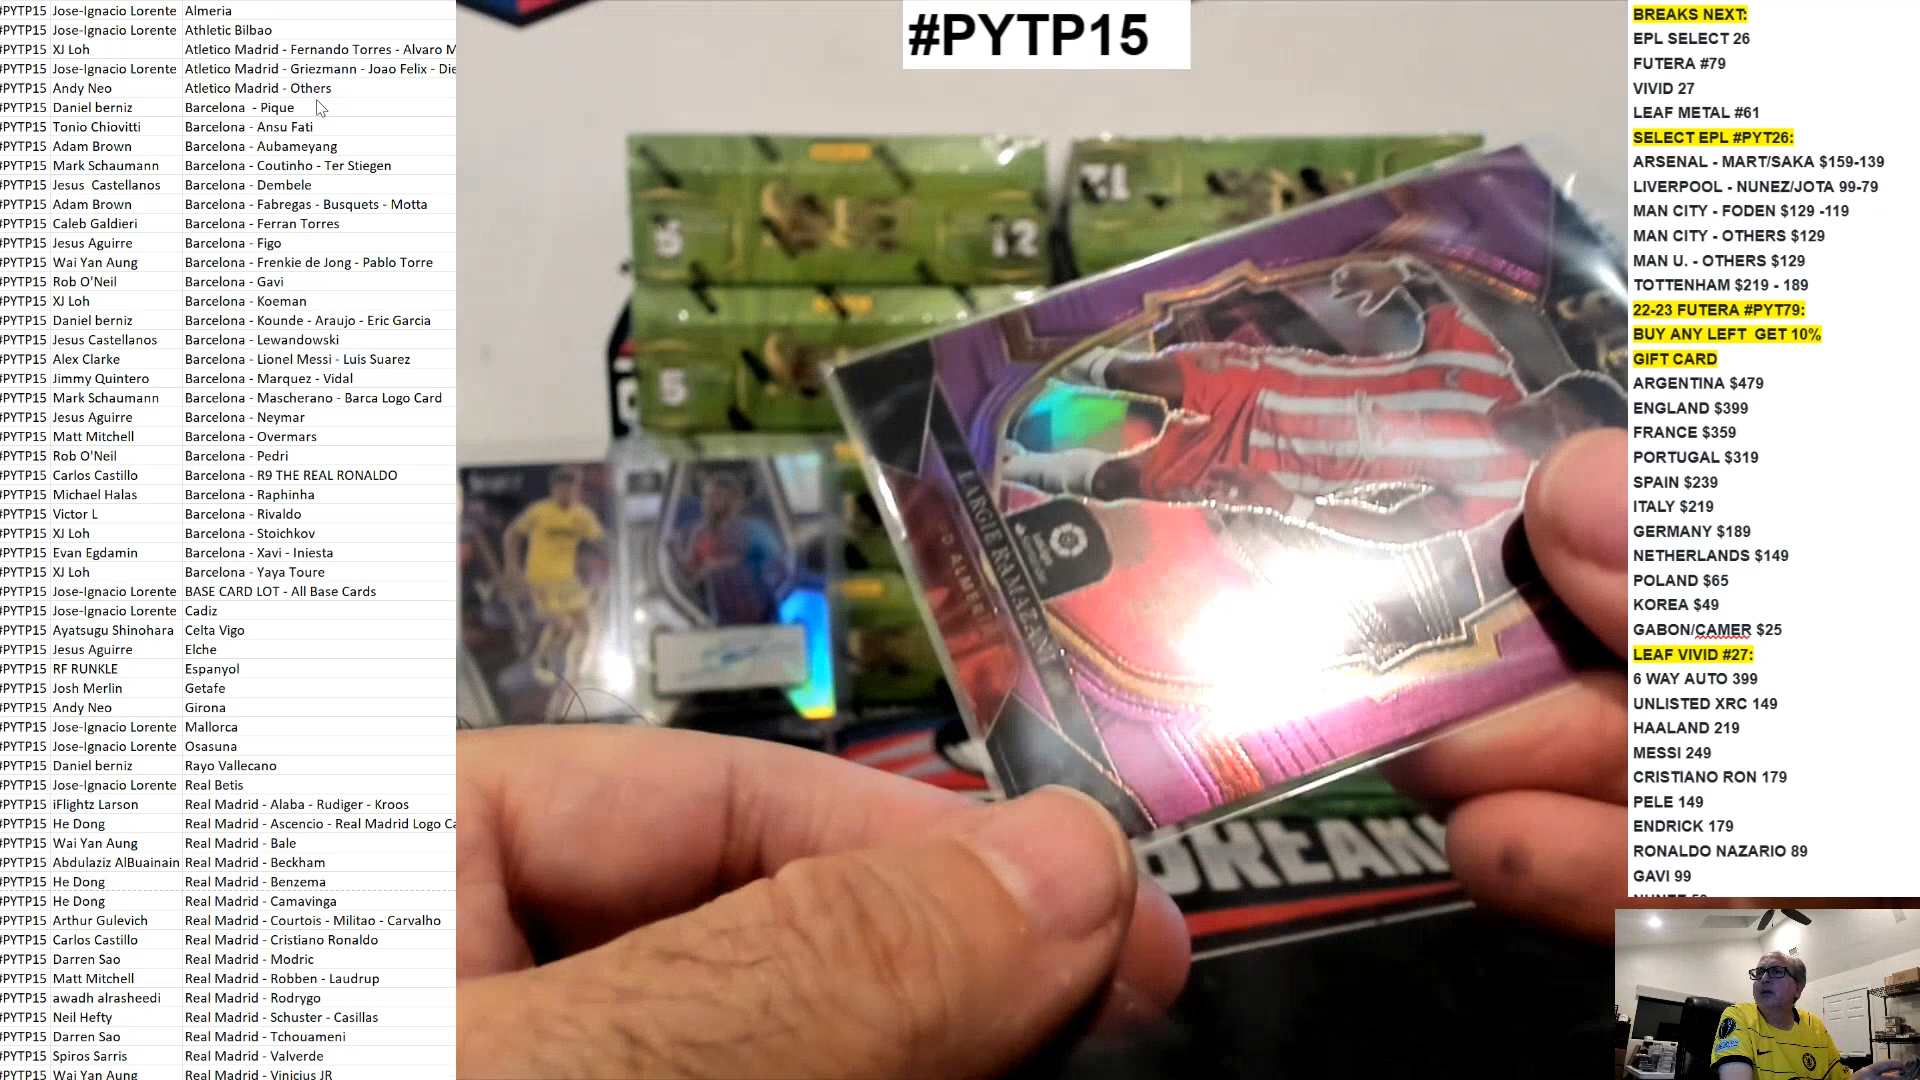 #PYTP15 Jose-Ignacio Lorente Almeria
#PYTP15 Jose-Ignacio Lorente Athletic Bilbao
#PYTP15 XJ Loh Atletico Madrid - Fernando Torres - Alvaro M
#PYTP15 Jose-Ignacio Lorente Atletico Madrid - Griezmann - Joao Felix - Die
#PYTP15 Andy Neo Atletico Madrid - Others
#PYTP15 Daniel berniz Barcelona - Pique
#PYTP15 Tonio Chiovitti Barcelona - Ansu Fati
#PYTP15 Adam Brown Barcelona - Aubameyang
#PYTP15 Mark Schaumann Barcelona - Coutinho - Ter Stiegen
#PYTP15 Jesus Castellanos Barcelona - Dembele
#PYTP15 Adam Brown Barcelona - Fabregas - Busquets - Motta
#PYTP15 Caleb Galdieri Barcelona - Ferran Torres
#PYTP15 Jesus Aguirre Barcelona - Figo
#PYTP15 Wai Yan Aung Barcelona - Frenkie de Jong - Pablo Torre
#PYTP15 Rob O'Neil Barcelona - Gavi
#PYTP15 XJ Loh Barcelona - Koeman
#PYTP15 Daniel berniz Barcelona - Kounde - Araujo - Eric Garcia
#PYTP15 Jesus Castellanos Barcelona - Lewandowski
#PYTP15 Alex Clarke Barcelona - Lionel Messi - Luis Suarez
#PYTP15 Jimmy Quintero Barcelona - Marquez - Vidal
#PYTP15 Mark Schaumann Barcelona - Mascherano - Barca Logo Card
#PYTP15 Jesus Aguirre Barcelona - Neymar
#PYTP15 Matt Mitchell Barcelona - Overmars
#PYTP15 Rob O'Neil Barcelona - Pedri
#PYTP15 Carlos Castillo Barcelona - R9 THE REAL RONALDO
#PYTP15 Michael Halas Barcelona - Raphinha
#PYTP15 Victor L Barcelona - Rivaldo
#PYTP15 XJ Loh Barcelona - Stoichkov
#PYTP15 Evan Egdamin Barcelona - Xavi - Iniesta
#PYTP15 XJ Loh Barcelona - Yaya Toure
#PYTP15 Jose-Ignacio Lorente BASE CARD LOT - All Base Cards
#PYTP15 Jose-Ignacio Lorente Cadiz
#PYTP15 Ayatsugu Shinohara Celta Vigo
#PYTP15 Jesus Aguirre Elche
#PYTP15 RF RUNKLE Espanyol
#PYTP15 Josh Merlin Getafe
#PYTP15 Andy Neo Girona
#PYTP15 Jose-Ignacio Lorente Mallorca
#PYTP15 Jose-Ignacio Lorente Osasuna
#PYTP15 Daniel berniz Rayo Vallecano
#PYTP15 Jose-Ignacio Lorente Real Betis
#PYTP15 iFlightz Larson Real Madrid - Alaba - Rudiger - Kroos
#PYTP15 He Dong Real Madrid - Ascencio - Real Madrid Logo Ca
#PYTP15 Wai Yan Aung Real Madrid - Bale
#PYTP15 Abdulaziz AlBuainain Real Madrid - Beckham
#PYTP15 He Dong Real Madrid - Benzema
#PYTP15 He Dong Real Madrid - Camavinga
#PYTP15 Arthur Gulevich Real Madrid - Courtois - Militao - Carvalho
#PYTP15 Carlos Castillo Real Madrid - Cristiano Ronaldo
#PYTP15 Darren Sao Real Madrid - Modric
#PYTP15 Matt Mitchell Real Madrid - Robben - Laudrup
#PYTP15 awadh alrasheedi Real Madrid - Rodrygo
#PYTP15 Neil Hefty Real Madrid - Schuster - Casillas
#PYTP15 Darren Sao Real Madrid - Tchouameni
#PYTP15 Spiros Sarris Real Madrid - Valverde
#PYTP15 Wai Yan Aung Real Madrid - Vinicius JR
#PYTP15
5
12
12
5
LARGIE RAMAZANI
BREAK
BREAKS NEXT:
EPL SELECT 26
FUTERA #79
VIVID 27
LEAF METAL #61
SELECT EPL #PYT26:
ARSENAL - MART/SAKA $159-139
LIVERPOOL - NUNEZ/JOTA 99-79
MAN CITY - FODEN $129 -119
MAN CITY - OTHERS $129
MAN U. - OTHERS $129
TOTTENHAM $219 - 189
22-23 FUTERA #PYT79:
BUY ANY LEFT GET 10%
GIFT CARD
ARGENTINA $479
ENGLAND $399
FRANCE $359
PORTUGAL $319
SPAIN $239
ITALY $219
GERMANY $189
NETHERLANDS $149
POLAND $65
KOREA $49
GABON/CAMER $25
LEAF VIVID #27:
6 WAY AUTO 399
UNLISTED XRC 149
HAALAND 219
MESSI 249
CRISTIANO RON 179
PELE 149
ENDRICK 179
RONALDO NAZARIO 89
GAVI 99